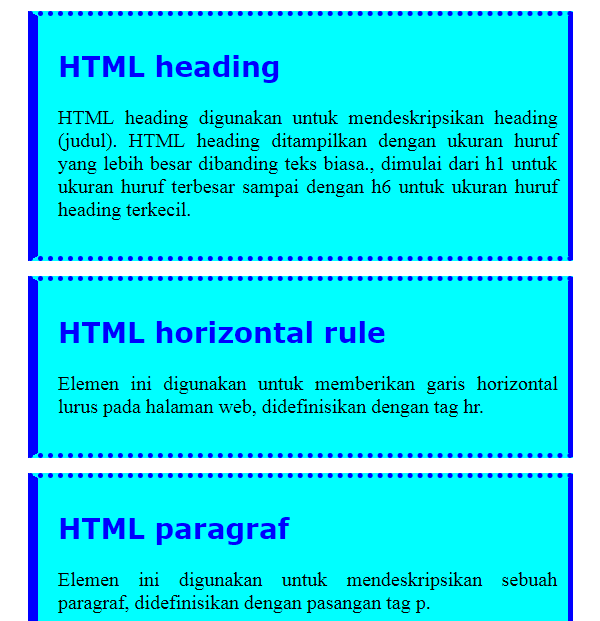 HTML heading
HTML heading digunakan untuk mendeskripsikan heading
(judul). HTML heading ditampilkan dengan ukuran huruf
yang lebih besar dibanding teks biasa., dimulai dari h1 untuk
ukuran huruf terbesar sampai dengan h6 untuk ukuran huruf
heading terkecil.
HTML horizontal rule
Elemen ini digunakan untuk memberikan garis horizontal
lurus pada halaman web, didefinisikan dengan tag hr.
HTML paragraf
Elemen ini digunakan untuk mendeskripsikan sebuah
paragraf, didefinisikan dengan pasangan tag p.